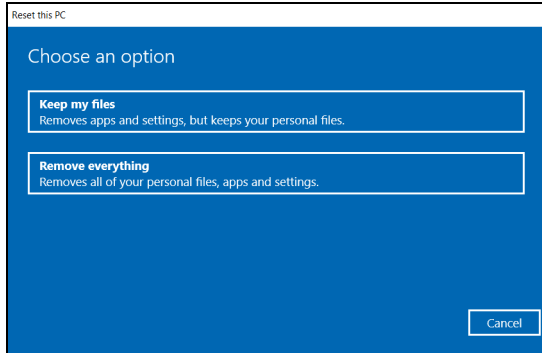 Reset this PC
Choose an option
Keep my files
Removes apps and settings, but keeps your personal files.
Remove everything
Removes all of your personal files, apps and settings.
Cancel